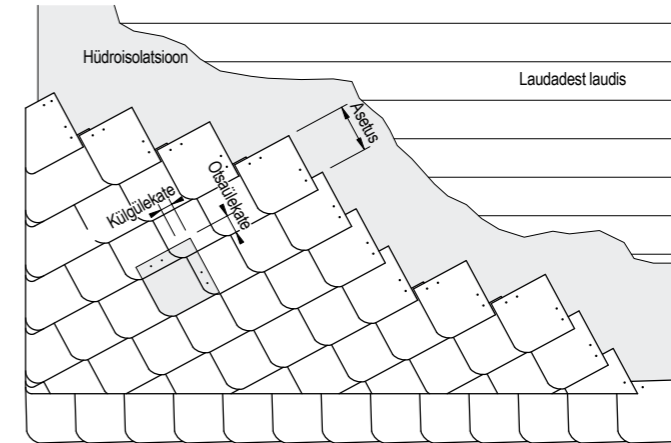 Hüdroisolatsioon
Laudadest laudis
Asetus
Külgülekate
Otsaülekate